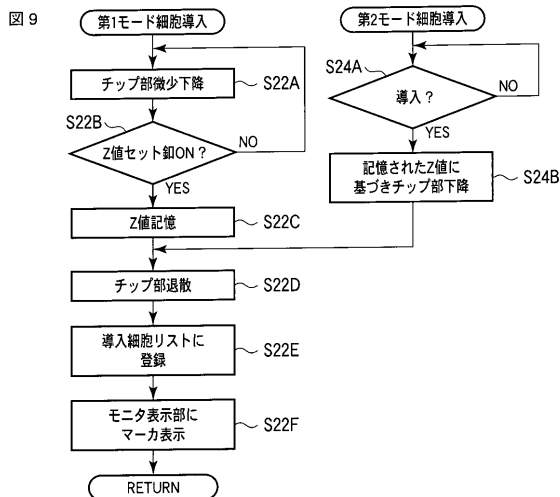 図9
第1モード細胞導入
チップ部微少下降
S22A
S22B
Z値セット釦ON？
NO
YES
Z値記憶
S22C
チップ部退散
S22D
導入細胞リストに
登録
S22E
モニタ表示部に
マーカ表示
S22F
RETURN
第2モード細胞導入
S24A
導入？
NO
YES
記憶されたZ値に
基づきチップ部下降
S24B